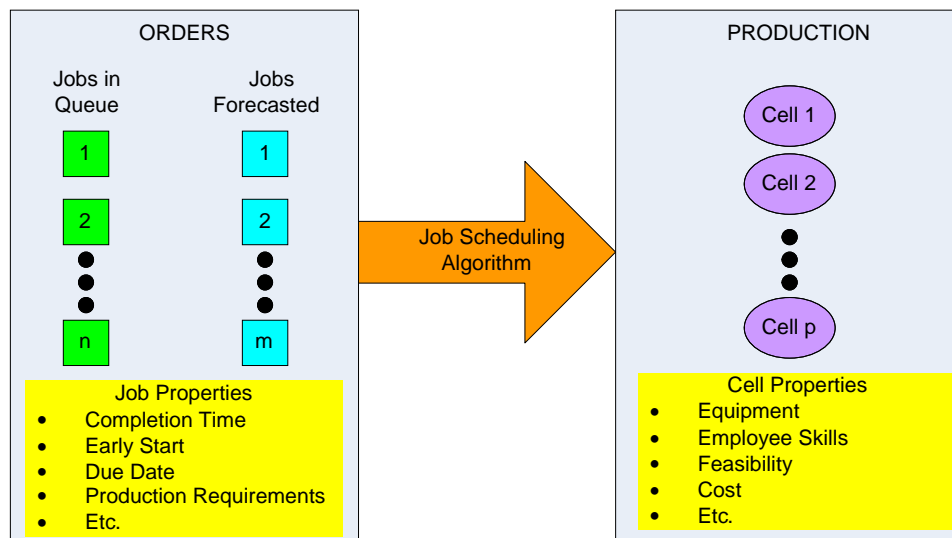 ORDERS
Jobs in
Queue
Jobs
Forecasted
1
1
2
2
n
m
Job Properties
• Completion Time
• Early Start
• Due Date
• Production Requirements
• Etc.
Job Scheduling
Algorithm
PRODUCTION
Cell 1
Cell 2
Cell p
Cell Properties
• Equipment
• Employee Skills
• Feasibility
• Cost
• Etc.